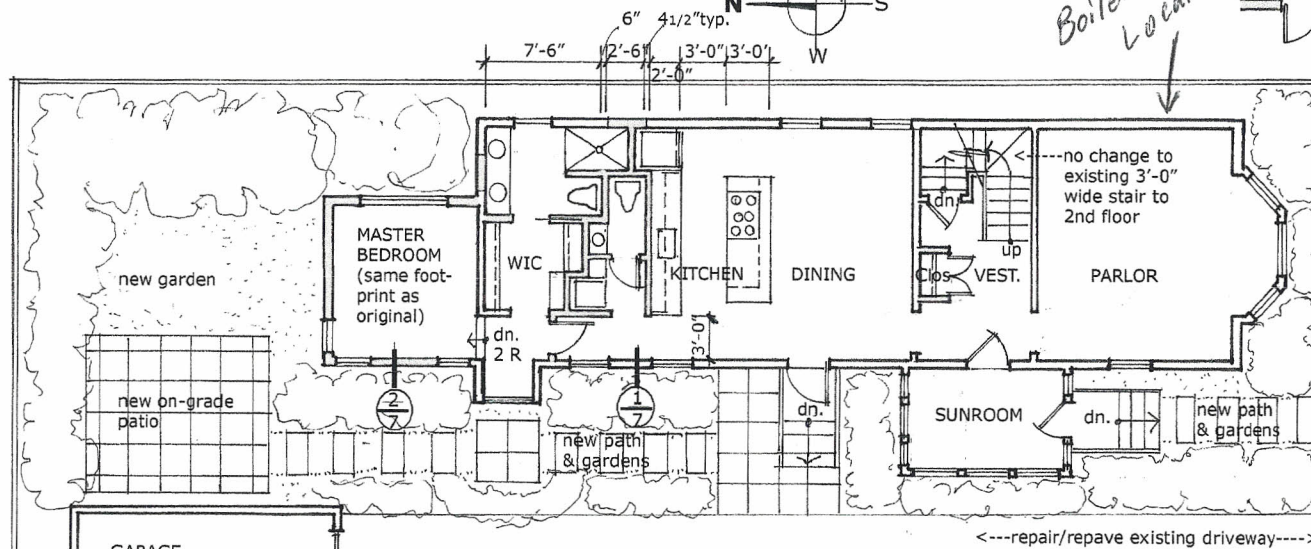 N
S
W
6"
4 1/2" typ.
7'-6"
2'-6"
3'-0"
3'-0"
2'-0"
Boile
Loca
no change to
existing 3'-0"
wide stair to
2nd floor
MASTER
BEDROOM
(same foot-
print as
original)
new garden
WIC
KITCHEN
DINING
dn.
up
Clos.
VEST.
PARLOR
dn.
2 R
3'-0"
new on-grade
patio
2
7
1
7
new path
& gardens
dn.
SUNROOM
dn.
new path
& gardens
<---repair/repave existing driveway---->
GARAGE